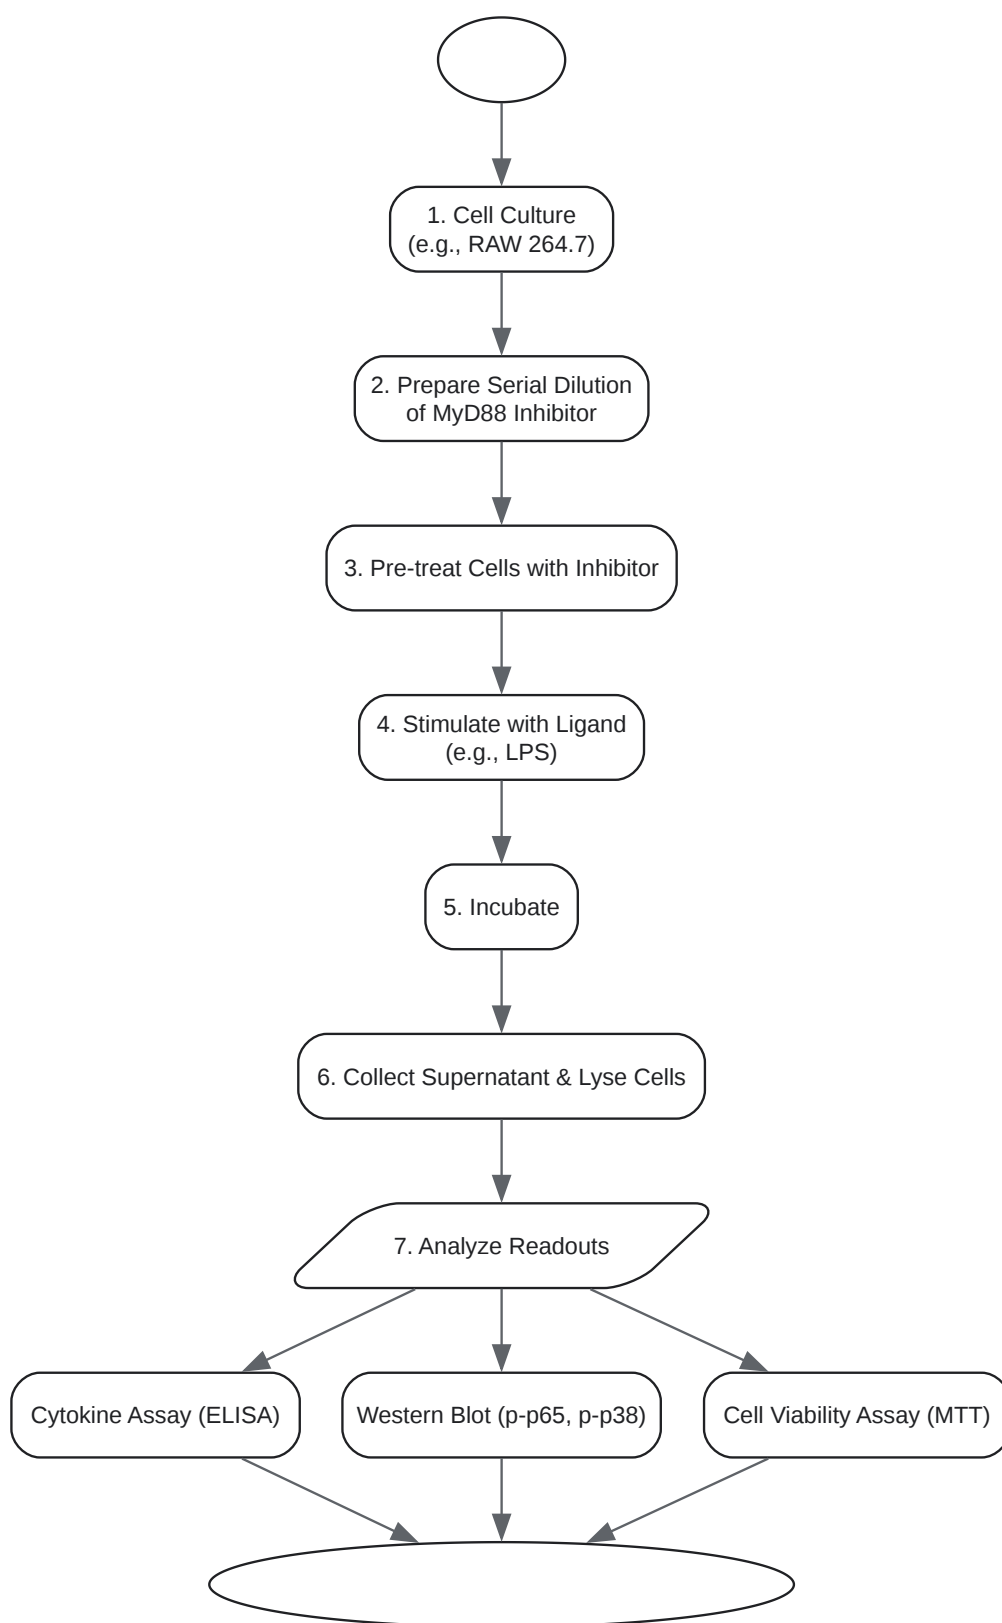 1. Cell Culture
(e.g., RAW 264.7)
2. Prepare Serial Dilution
of MyD88 Inhibitor
3. Pre-treat Cells with Inhibitor
4. Stimulate with Ligand
(e.g., LPS)
5. Incubate
6. Collect Supernatant & Lyse Cells
7. Analyze Readouts
Cytokine Assay (ELISA)
Western Blot (p-p65, p-p38)
Cell Viability Assay (MTT)